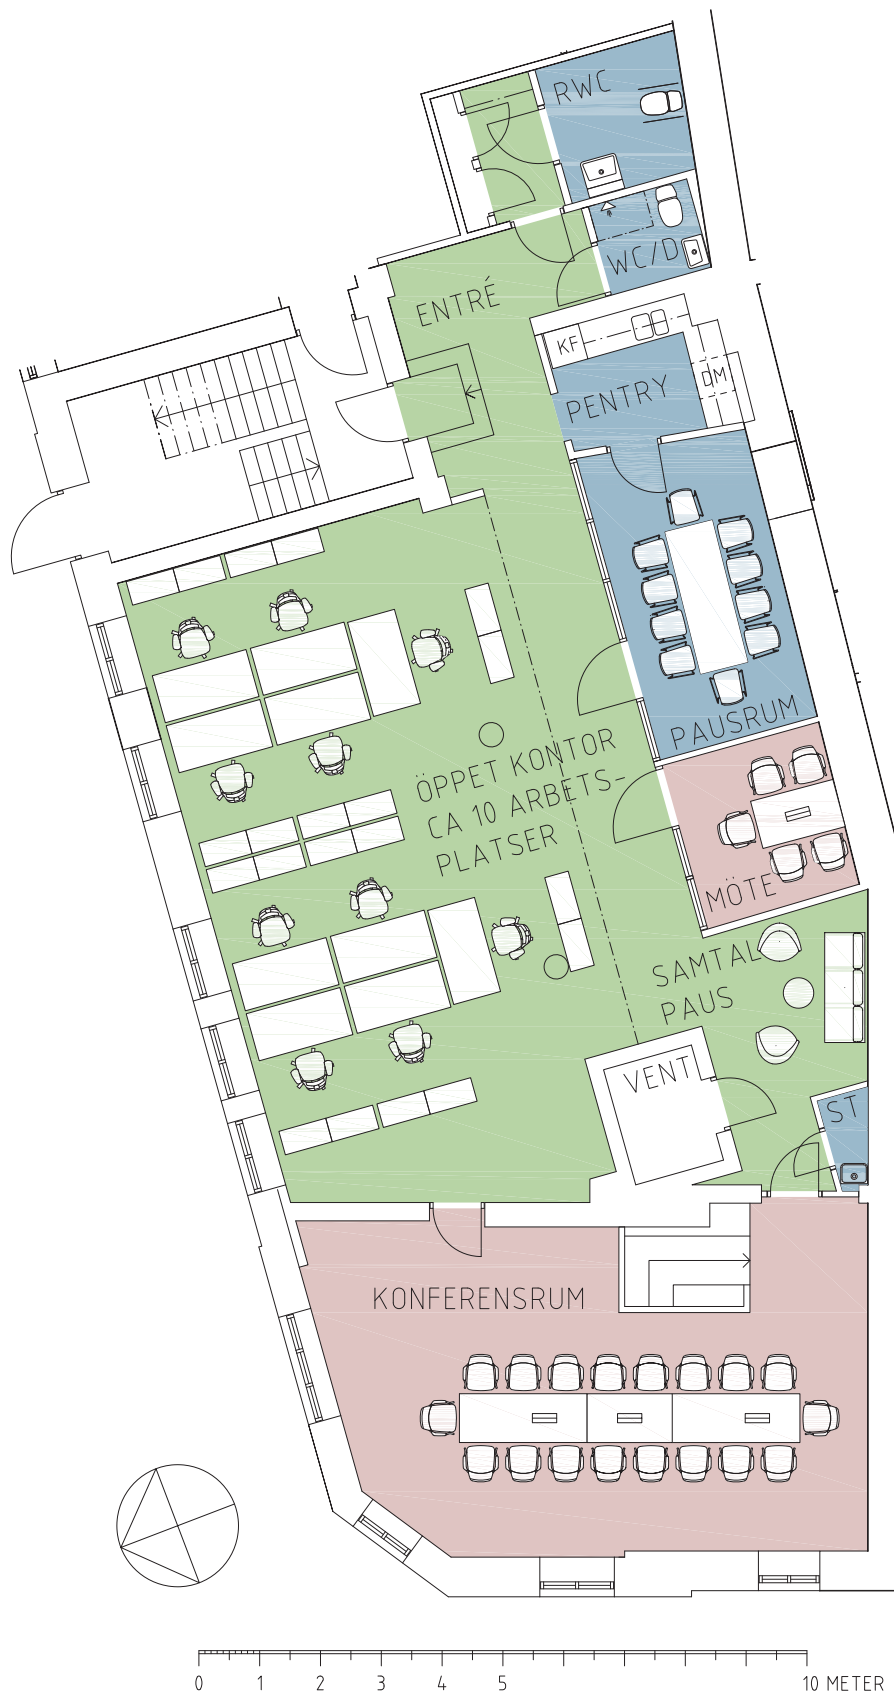 RWC
WC/D
ENTRÉ
KF
DM
PENTRY
PAUSRUM
ÖPPET KONTOR
CA 10 ARBETS-
PLATSER
MÖTE
SAMTAL
PAUS
VENT
ST
KONFERENSRUM
0 1 2 3 4 5 10 METER